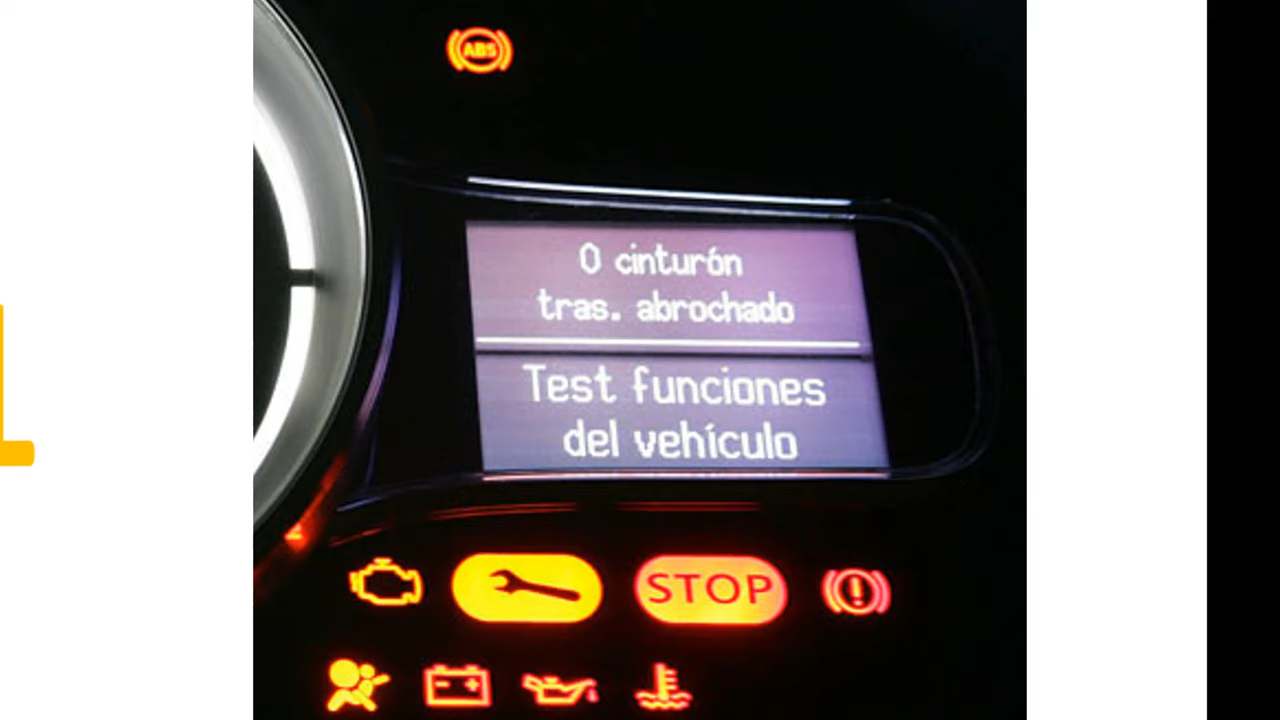 ABS
0 cinturón
tras. abrochado
Test funciones
del vehículo
STOP